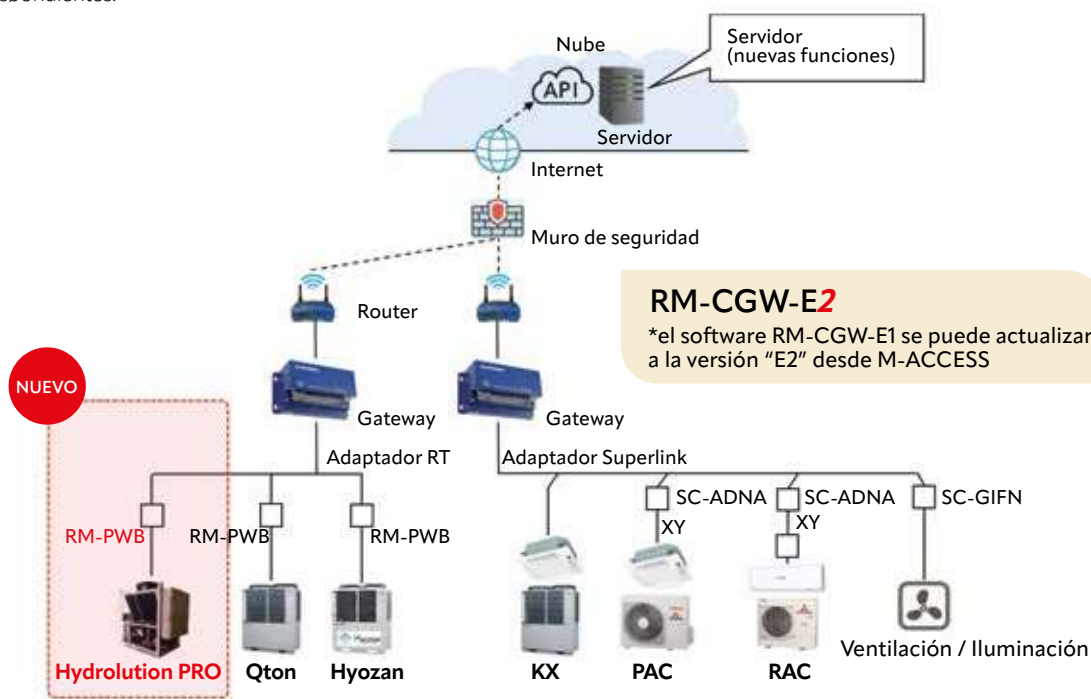 Nube
Servidor
(nuevas funciones)
API
Servidor
Internet
Muro de seguridad
Router
RM-CGW-E2
*el software RM-CGW-E1 se puede actualizar
a la versión “E2” desde M-ACCESS
NUEVO
Gateway
Gateway
Adaptador RT
Adaptador Superlink
SC-ADNA
SC-ADNA
SC-GIFN
XY
XY
RM-PWB
RM-PWB
RM-PWB
Hyozan
Hydrolution PRO
Qton
Hyozan
KX
PAC
RAC
Ventilación / Iluminación